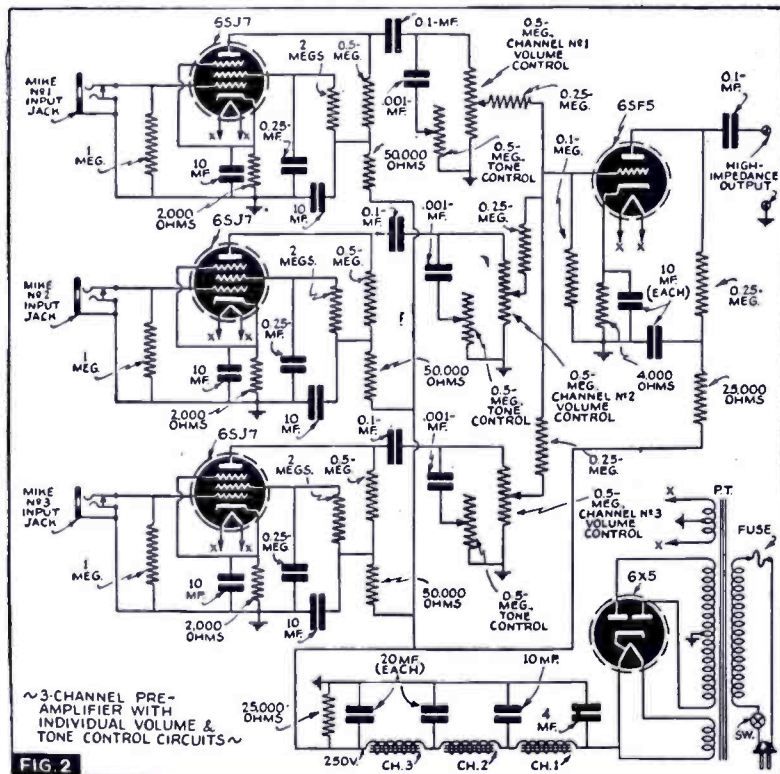 6SJ7
MIKE
Nº1
INPUT
JACK
1
MEG.
10
MF.
2,000
OHMS
0.25-
MEG.
10
MF.
2
MEGS.
0.5-
MEG.
50,000
OHMS
0.1-MF.
.001-
MF.
0.5-
MEG.,
CHANNEL Nº1
VOLUME
CONTROL
0.25-
MEG.
0.5-
MEG.
TONE
CONTROL
X X
6SJ7
MIKE
Nº2
INPUT
JACK
1
MEG.
10
MF.
2,000
OHMS
0.25-
MEG.
10
MF.
2
MEGS.
0.5-
MEG.
50,000
OHMS
0.1-
MF.
.001-
MF.
0.25-
MEG.
0.5-
MEG.
TONE
CONTROL
0.5-
MEG.,
CHANNEL Nº2
VOLUME
CONTROL
X X
6SJ7
MIKE
Nº3
INPUT
JACK
1
MEG.
10
MF.
2,000
OHMS
0.25-
MEG.
10
MF.
2
MEGS.
0.5-
MEG.
50,000
OHMS
0.1-
MF.
.001-
MF.
0.25-
MEG.
0.5-
MEG.,
CHANNEL Nº3
VOLUME
CONTROL
0.5-
MEG.,
TONE
CONTROL
X X
6SF5
0.1-
MEG.
0.1-
MF.
HIGH-
IMPEDANCE
OUTPUT
X X
10
MF.
(EACH)
4,000
OHMS
0.25-
MEG.
25,000
OHMS
P.T.
FUSE
X
X
6X5
SW.
20 MF.
(EACH)
10 MF.
4
MF.
25,000
OHMS
250V.
CH.3
CH.2
CH.1
~3-CHANNEL PRE-
AMPLIFIER WITH
INDIVIDUAL VOLUME &
TONE CONTROL CIRCUITS~
FIG. 2